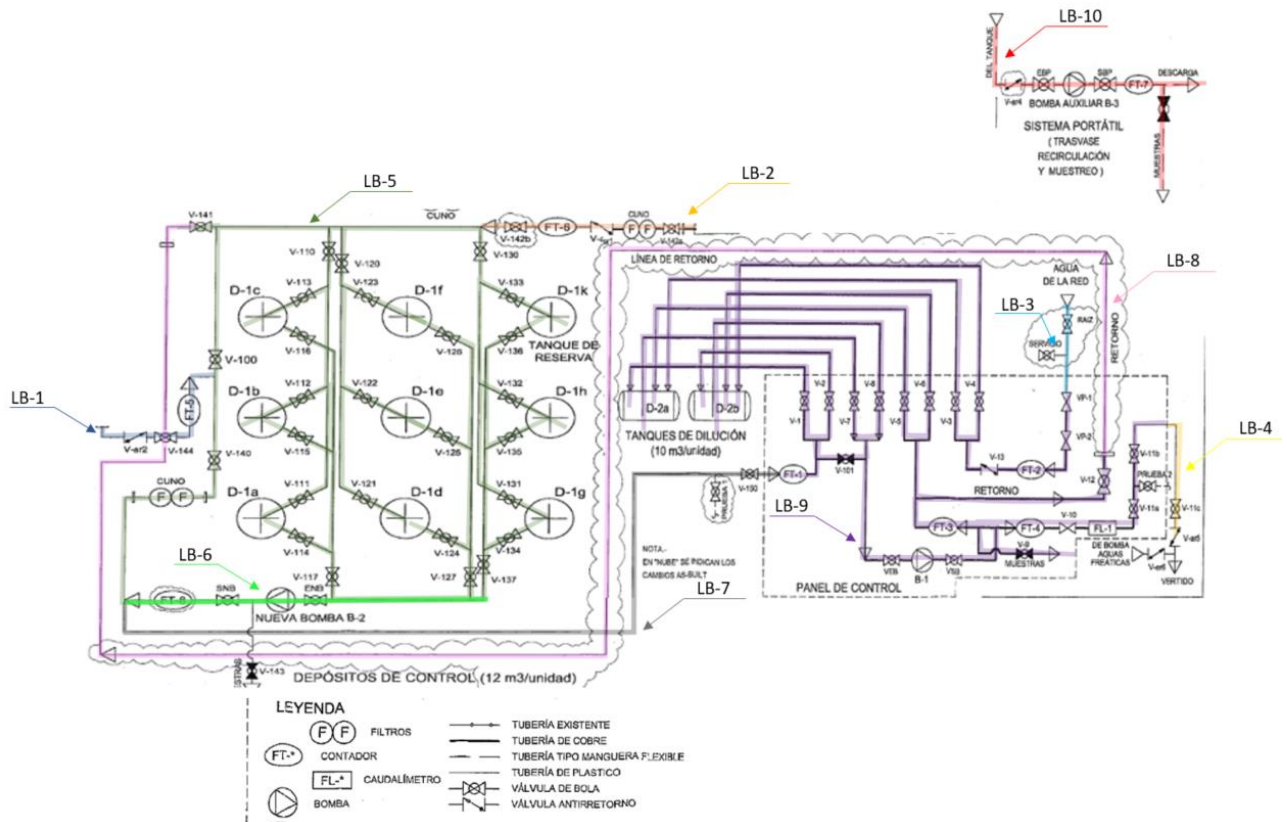 LB-10
DEL TANQUE
EBP
SBP
FT-7
DESCARGA
V-ar4
BOMBA AUXILIAR B-3
SISTEMA PORTÁTIL
( TRASVASE
RECIRCULACIÓN
Y MUESTREO )
MUESTRAS
LB-5
LB-2
V-141
CUNO
CUNO
V-142b
FT-6
F F
V-142a
V-110
V-120
V-130
LÍNEA DE RETORNO
AGUA
DE LA RED
LB-8
D-1c
V-113
V-123
D-1f
V-133
D-1k
LB-3
RAIZ
SERVICIO
RETORNO
V-116
V-126
V-136
TANQUE DE
RESERVA
V-100
LB-1
FT-5
V-ar2
V-144
D-1b
V-112
V-122
D-1e
V-132
D-1h
D-2a
D-2b
V-2
V-8
V-6
V-4
V-1
V-7
V-5
V-3
VP-1
VP-2
LB-4
TANQUES DE DILUCIÓN
(10 m3/unidad)
V-115
V-125
V-135
V-140
CUNO
F F
V-101
V-13
FT-2
V-11b
PRUEBA 2
V-150
FT-1
PRUEBA 1
RETORNO
V-12
D-1a
V-111
V-121
D-1d
V-131
D-1g
V-10
V-11a
V-11c
LB-9
FT-3
FT-4
FL-1
V-114
V-124
V-134
LB-6
V-117
V-127
V-137
NOTA.-
EN "NUBE" SE INDICAN LOS
CAMBIOS AS-BUILT
VEB
B-1
VSB
V-9
MUESTRAS
DE BOMBA
AGUAS
FREÁTICAS
V-ar5
V-ar6
VERTIDO
PANEL DE CONTROL
FT-8
SNB
ENB
NUEVA BOMBA B-2
LB-7
V-143
DEPÓSITOS DE CONTROL (12 m3/unidad)
LEYENDA
F F
FILTROS
FT-*
CONTADOR
FL-*
CAUDALÍMETRO
BOMBA
TUBERÍA EXISTENTE
TUBERÍA DE COBRE
TUBERÍA TIPO MANGUERA FLEXIBLE
TUBERÍA DE PLASTICO
VÁLVULA DE BOLA
VÁLVULA ANTIRRETORNO